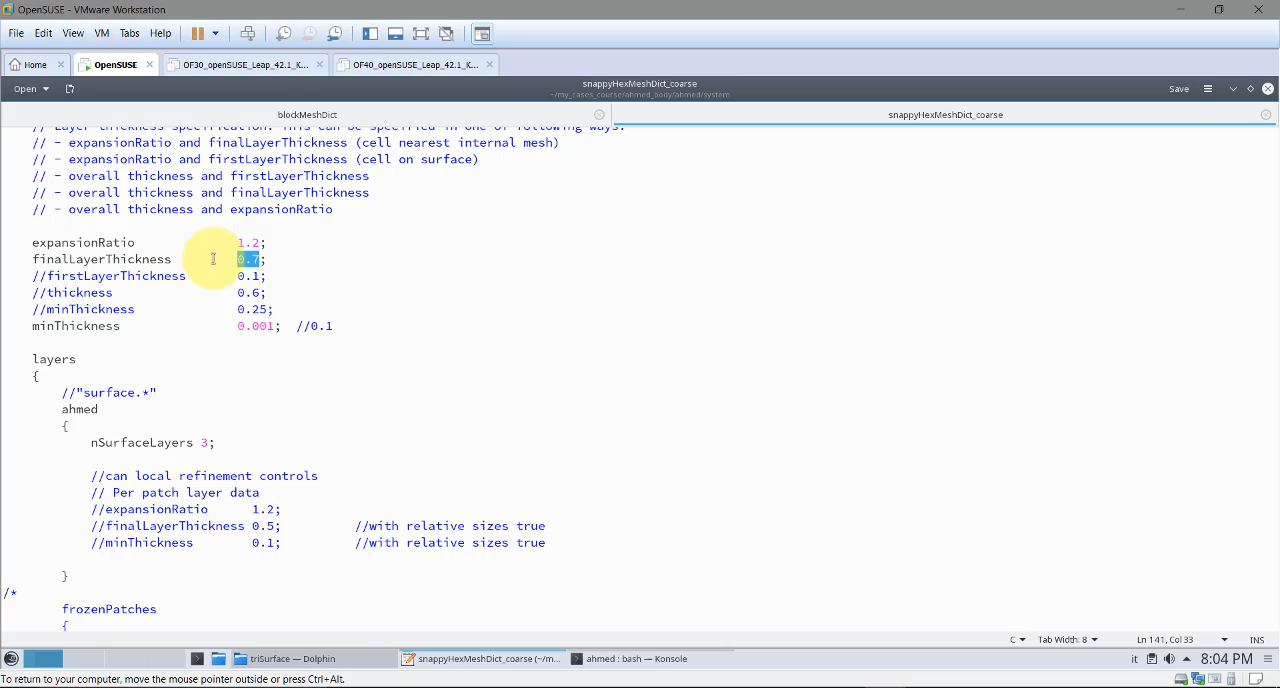 OpenSUSE - VMware Workstation
File Edit View VM Tabs Help
Home OpenSUSE OF30_openSUSE_Leap_42.1_K... OF40_openSUSE_Leap_42.1_K...
Open snappyHexMeshDict_coarse Save
~/my_cases_course/ahmed_body/ahmed/system
blockMeshDict snappyHexMeshDict_coarse
// Layer thickness specification. This can be specified in one of following ways:
// - expansionRatio and finalLayerThickness (cell nearest internal mesh)
// - expansionRatio and firstLayerThickness (cell on surface)
// - overall thickness and firstLayerThickness
// - overall thickness and finalLayerThickness
// - overall thickness and expansionRatio
expansionRatio 1.2;
finalLayerThickness 0.7;
//firstLayerThickness 0.1;
//thickness 0.6;
//minThickness 0.25;
minThickness 0.001; //0.1
layers
{
//"surface.*"
ahmed
{
nSurfaceLayers 3;
//can local refinement controls
// Per patch layer data
//expansionRatio 1.2;
//finalLayerThickness 0.5; //with relative sizes true
//minThickness 0.1; //with relative sizes true
}
/*
frozenPatches
{
C Tab Width: 8 Ln 141, Col 33 INS
triSurface — Dolphin snappyHexMeshDict_coarse (~/m... ahmed : bash — Konsole it 8:04 PM
To return to your computer, move the mouse pointer outside or press Ctrl+Alt.